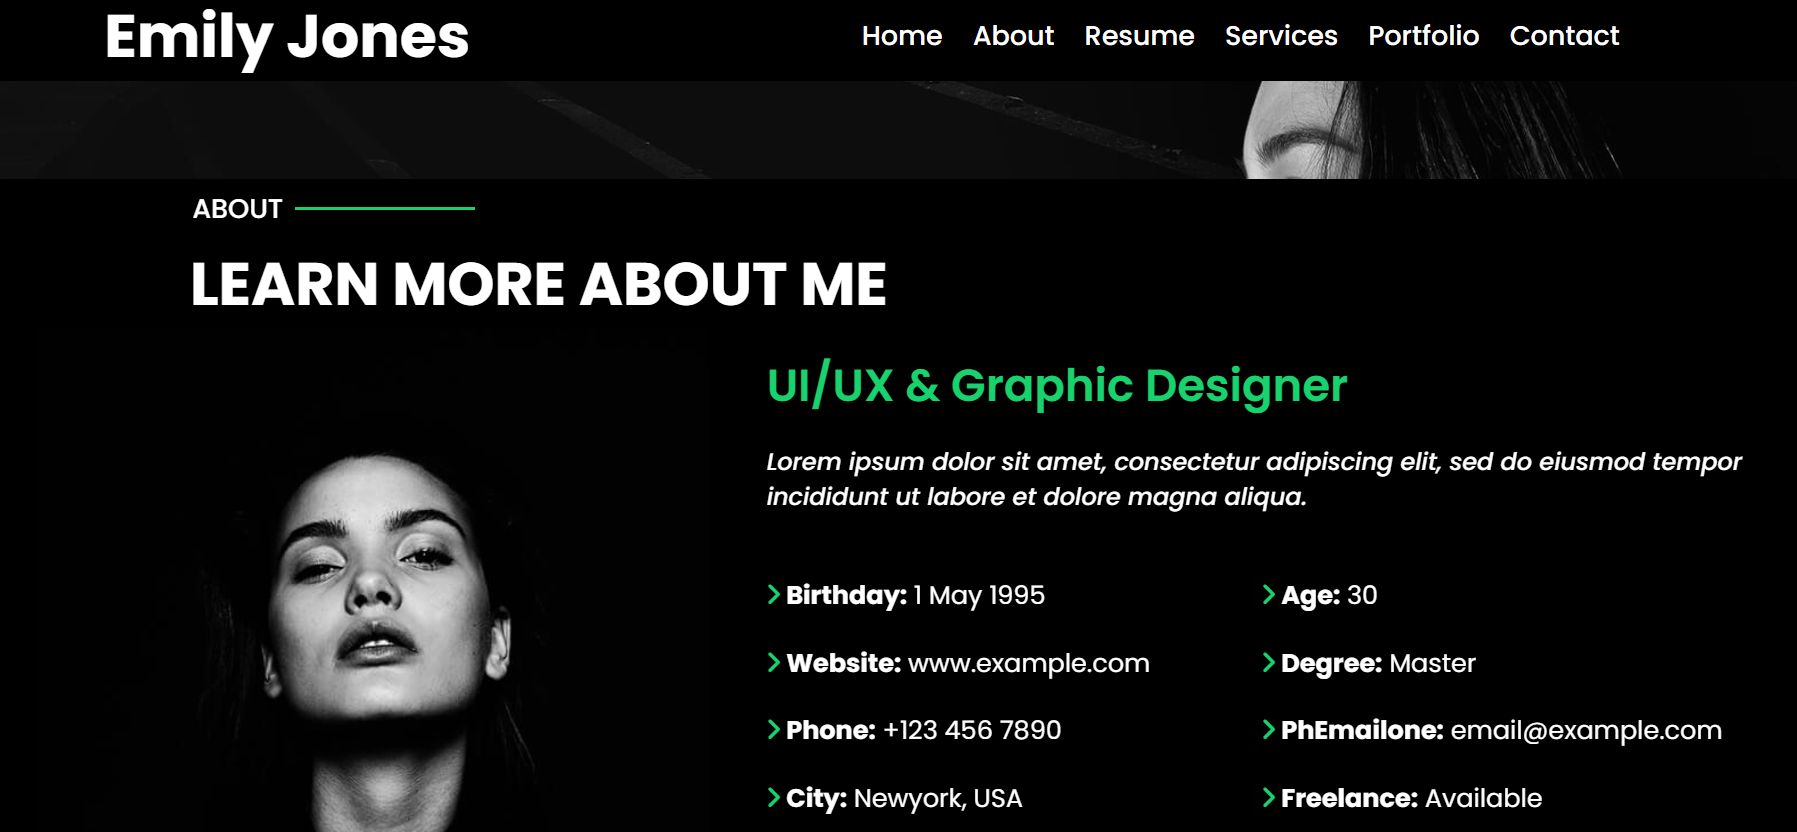 Emily Jones
Home About Resume Services Portfolio Contact
ABOUT
LEARN MORE ABOUT ME
UI/UX & Graphic Designer
Lorem ipsum dolor sit amet, consectetur adipiscing elit, sed do eiusmod tempor
incididunt ut labore et dolore magna aliqua.
Birthday: 1 May 1995
Age: 30
Website: www.example.com
Degree: Master
Phone: +123 456 7890
PhEmailone: email@example.com
City: Newyork, USA
Freelance: Available